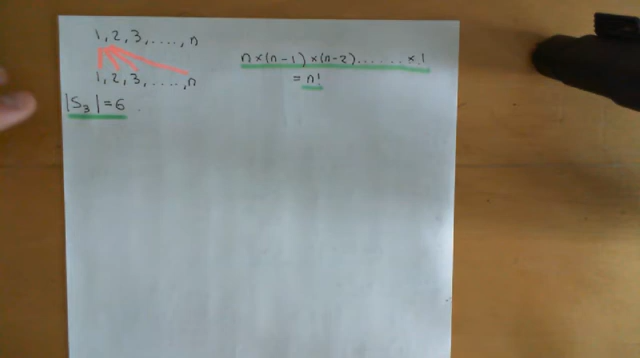 1, 2, 3, ....., n
1, 2, 3, ....., n
|S₃| = 6
n × (n-1) × (n-2) ....... × 1
= n!